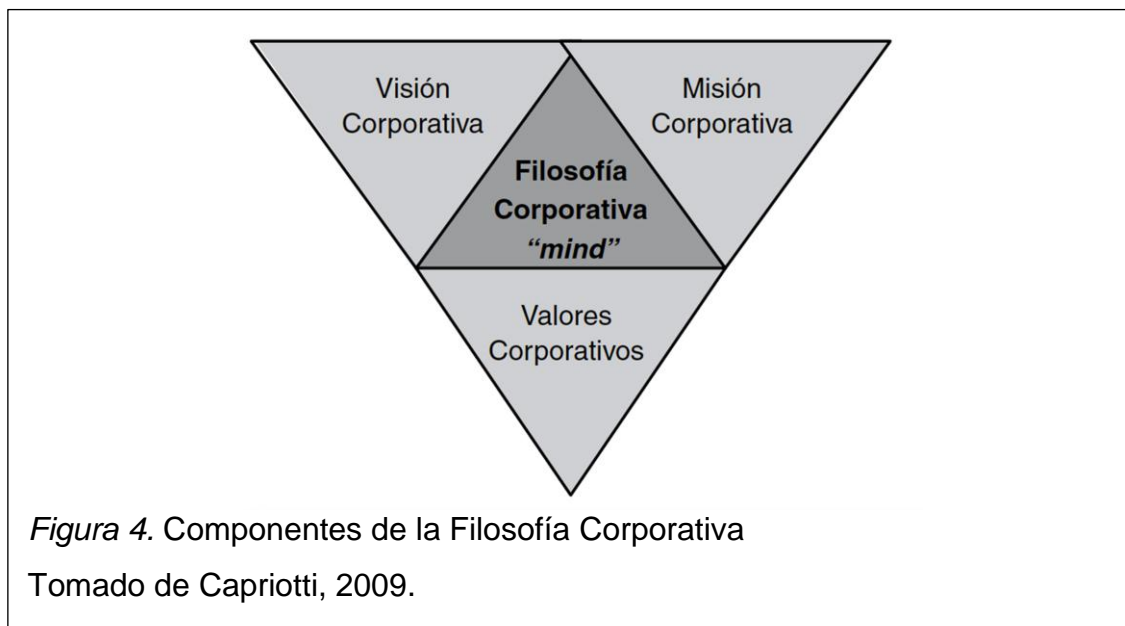 Visión
Corporativa
Misión
Corporativa
Filosofía
Corporativa
“mind”
Valores
Corporativos
Figura 4. Componentes de la Filosofía Corporativa
Tomado de Capriotti, 2009.